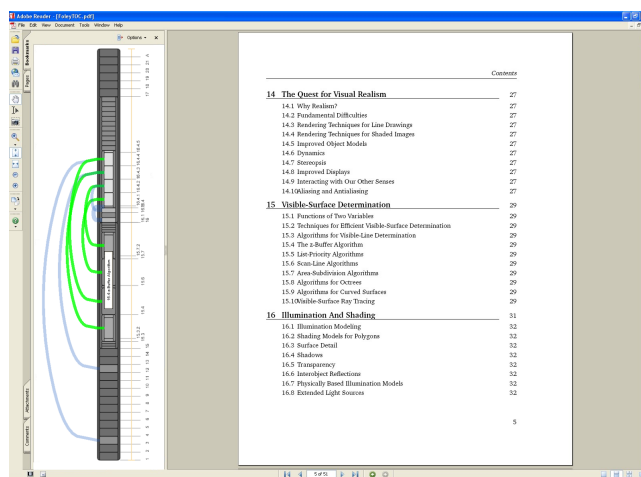 Adobe Reader - [FoleyTOC.pdf]
File Edit View Document Tools Window Help
Bookmarks
Options
Pages
Attachments
Comments
15.4 z-Buffer Algorithm
Contents
14 The Quest for Visual Realism 27
14.1 Why Realism? 27
14.2 Fundamental Difficulties 27
14.3 Rendering Techniques for Line Drawings 27
14.4 Rendering Techniques for Shaded Images 27
14.5 Improved Object Models 27
14.6 Dynamics 27
14.7 Stereopsis 27
14.8 Improved Displays 27
14.9 Interacting with Our Other Senses 27
14.10Aliasing and Antialiasing 27
15 Visible-Surface Determination 29
15.1 Functions of Two Variables 29
15.2 Techniques for Efficient Visible-Surface Determination 29
15.3 Algorithms for Visible-Line Determination 29
15.4 The z-Buffer Algorithm 29
15.5 List-Priority Algorithms 29
15.6 Scan-Line Algorithms 29
15.7 Area-Subdivision Algorithms 29
15.8 Algorithms for Octrees 29
15.9 Algorithms for Curved Surfaces 29
15.10Visible-Surface Ray Tracing 29
16 Illumination And Shading 31
16.1 Illumination Modeling 32
16.2 Shading Models for Polygons 32
16.3 Surface Detail 32
16.4 Shadows 32
16.5 Transparency 32
16.6 Interobject Reflections 32
16.7 Physically Based Illumination Models 32
16.8 Extended Light Sources 32
5
5 of 51